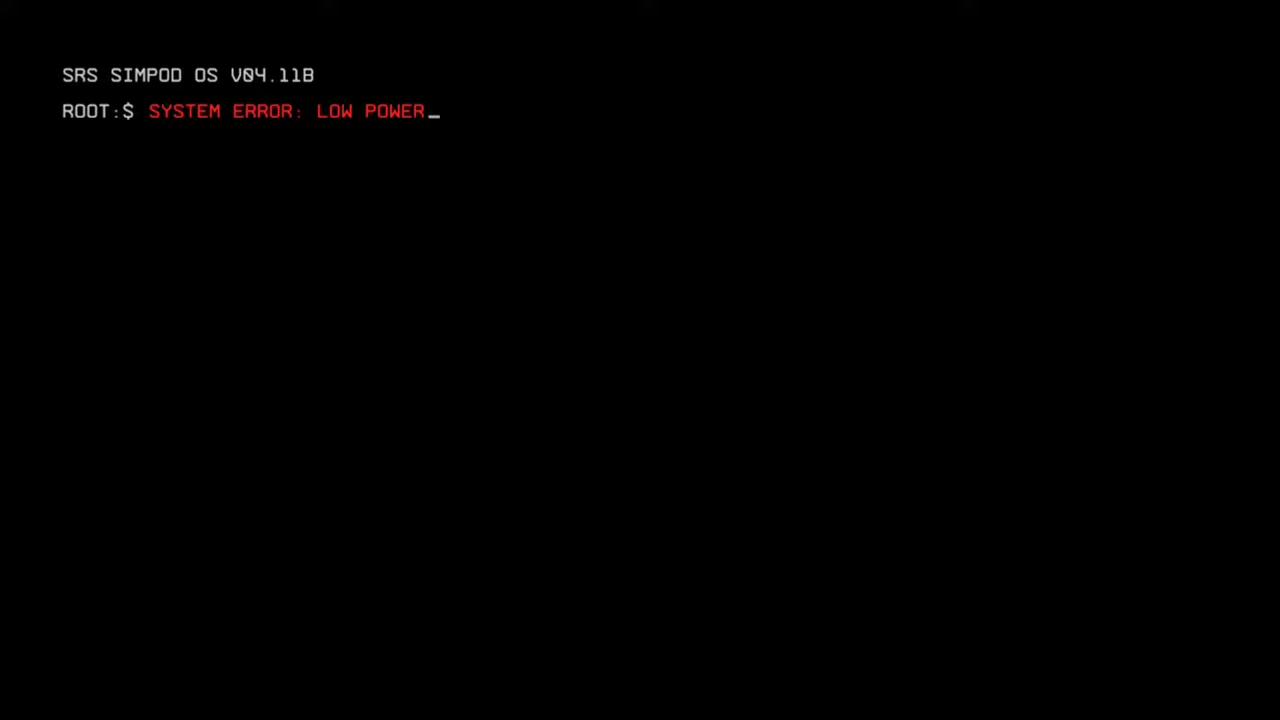 SRS SIMPOD OS V04.11B
ROOT:$ SYSTEM ERROR: LOW POWER_